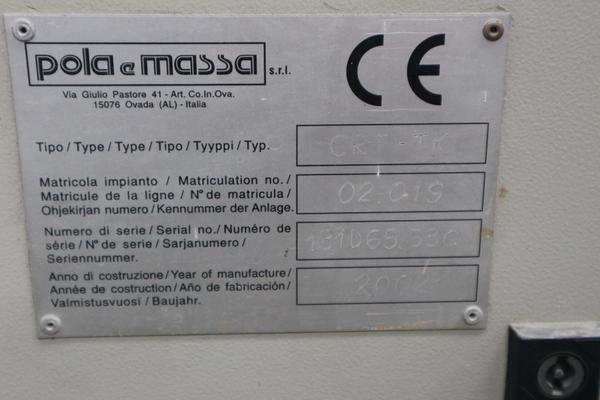 pola e massa s.r.l.
Via Giulio Pastore 41 - Art. Co.In.Ova.
15076 Ovada (AL) - Italia
CE
Tipo / Type / Type / Tipo / Tyyppi / Typ.
Matricola impianto / Matriculation no./
Matricule de la ligne / N° de matricula /
Ohjekirjan numero / Kennummer der Anlage.
02.019
Numero di serie / Serial no./ Numéro de
série / N° de serie / Sarjanumero /
Seriennummer.
Anno di costruzione / Year of manufacture /
Année de costruction / Año de fabricación /
Valmistusvuosi / Baujahr.